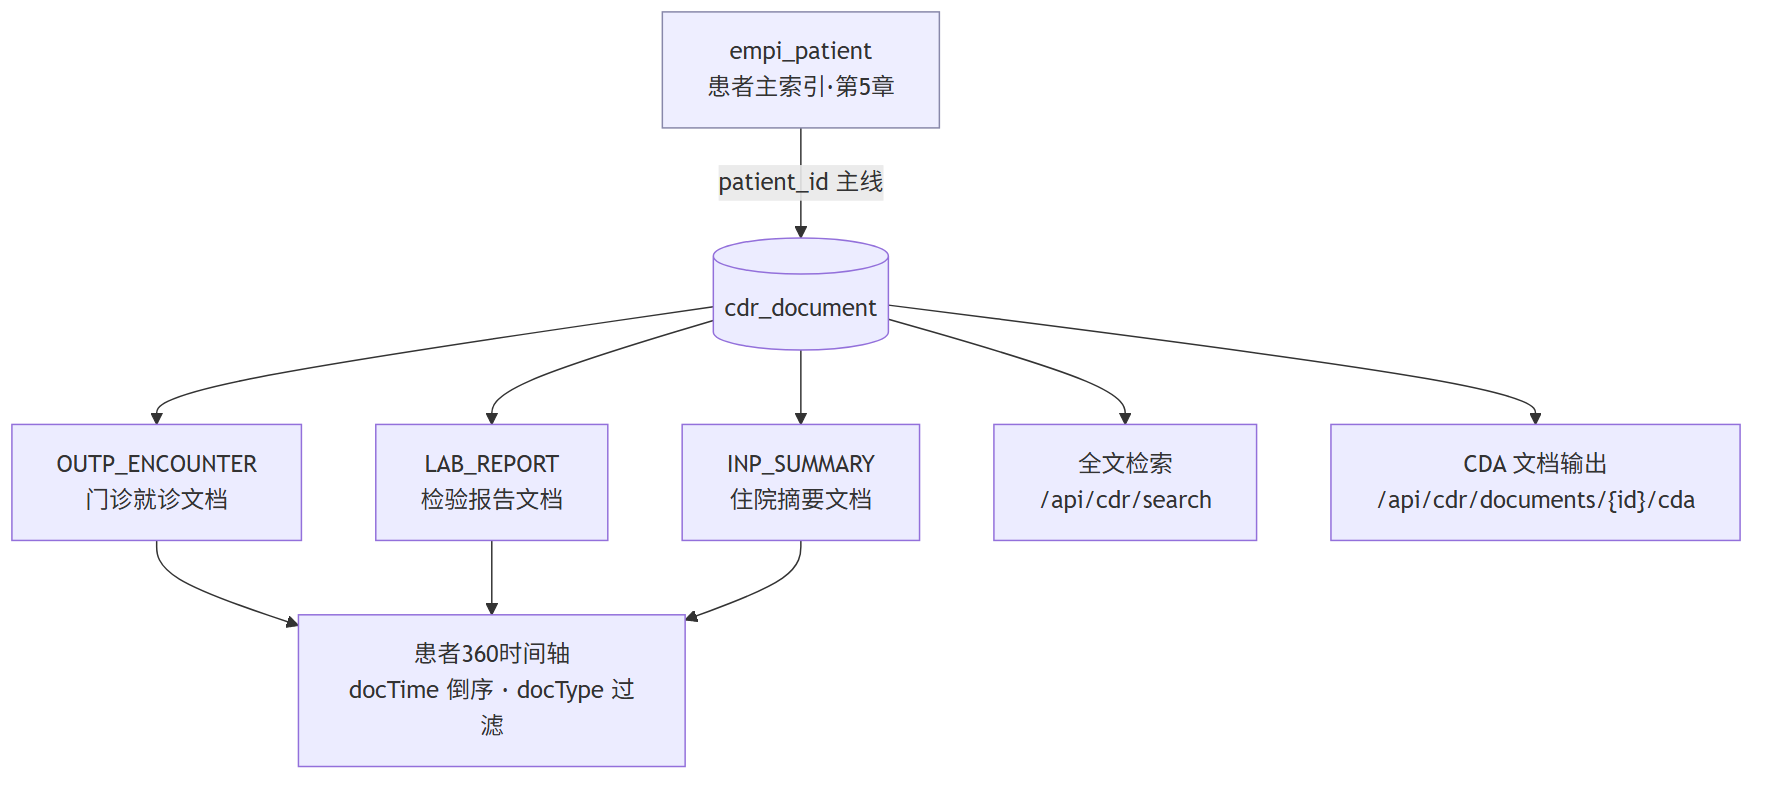 empi_patient
患者主索引·第5章
patient_id 主线
cdr_document
OUTP_ENCOUNTER
门诊就诊文档
LAB_REPORT
检验报告文档
INP_SUMMARY
住院摘要文档
全文检索
/api/cdr/search
CDA 文档输出
/api/cdr/documents/{id}/cda
患者360时间轴
docTime 倒序 · docType 过
滤